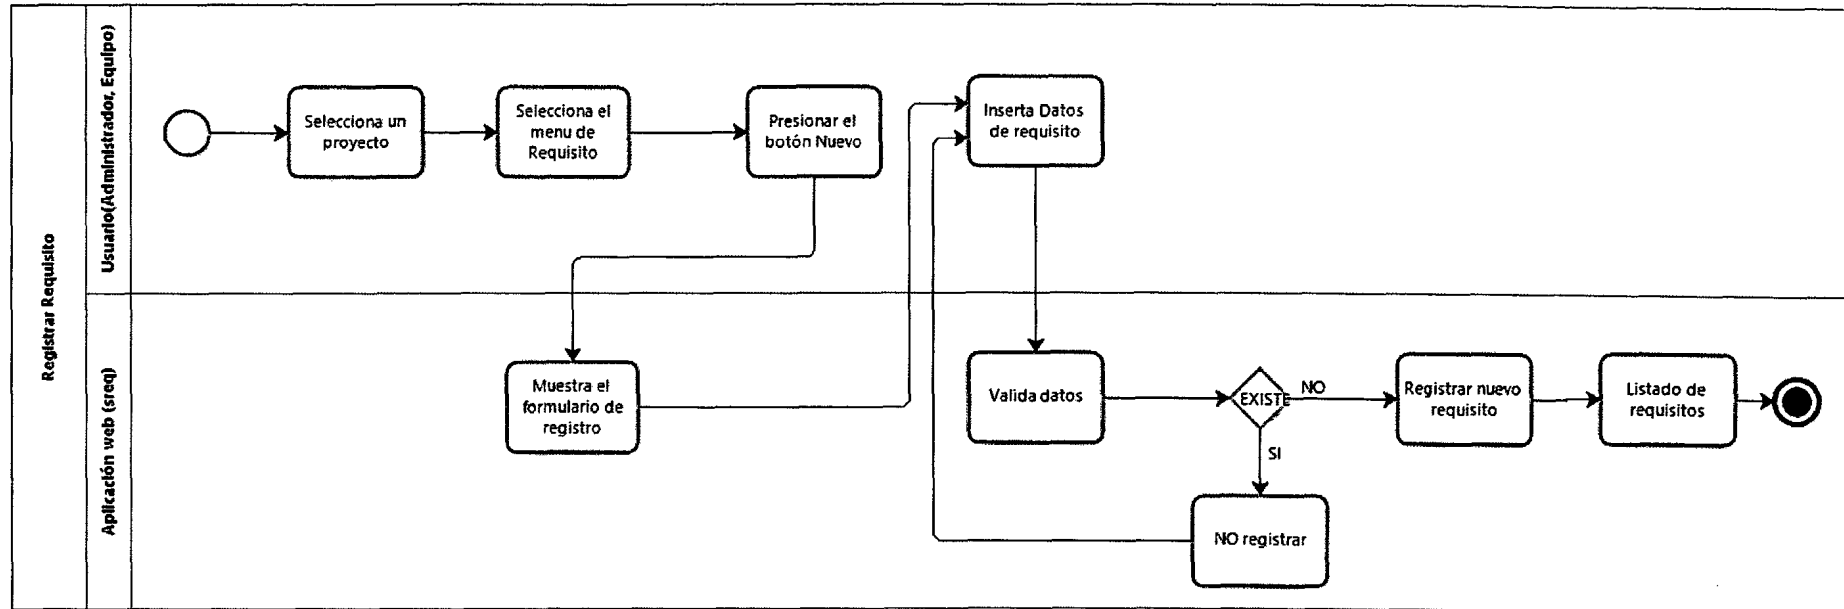 Registrar Requisito
Usuario(Administrador, Equipo)
Selecciona un
proyecto
Selecciona el
menu de
Requisito
Presionar el
botón Nuevo
Inserta Datos
de requisito
Aplicación web (sreq)
Muestra el
formulario de
registro
Valida datos
EXISTE
NO
SI
Registrar nuevo
requisito
Listado de
requisitos
NO registrar